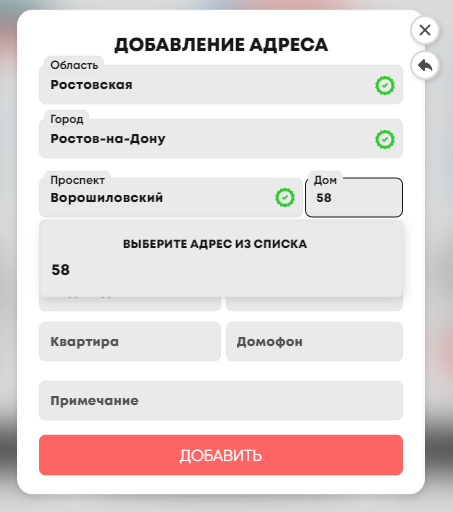 ДОБАВЛЕНИЕ АДРЕСА
Область
Ростовская
Город
Ростов-на-Дону
Проспект
Ворошиловский
Дом
58
ВЫБЕРИТЕ АДРЕС ИЗ СПИСКА
58
Квартира
Домофон
Примечание
ДОБАВИТЬ